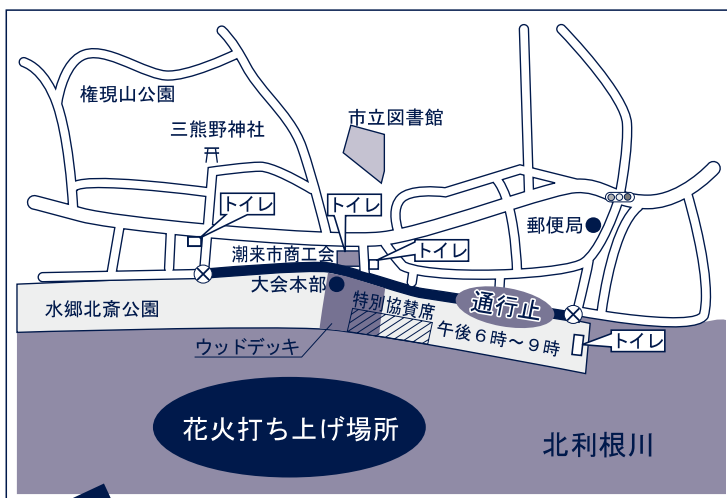 権現山公園
三熊野神社
市立図書館
トイレ
トイレ
郵便局
トイレ
潮来市商工会
大会本部
水郷北斎公園
特別協賛席
通行止
午後6時〜9時
トイレ
ウッドデッキ
花火打ち上げ場所
北利根川